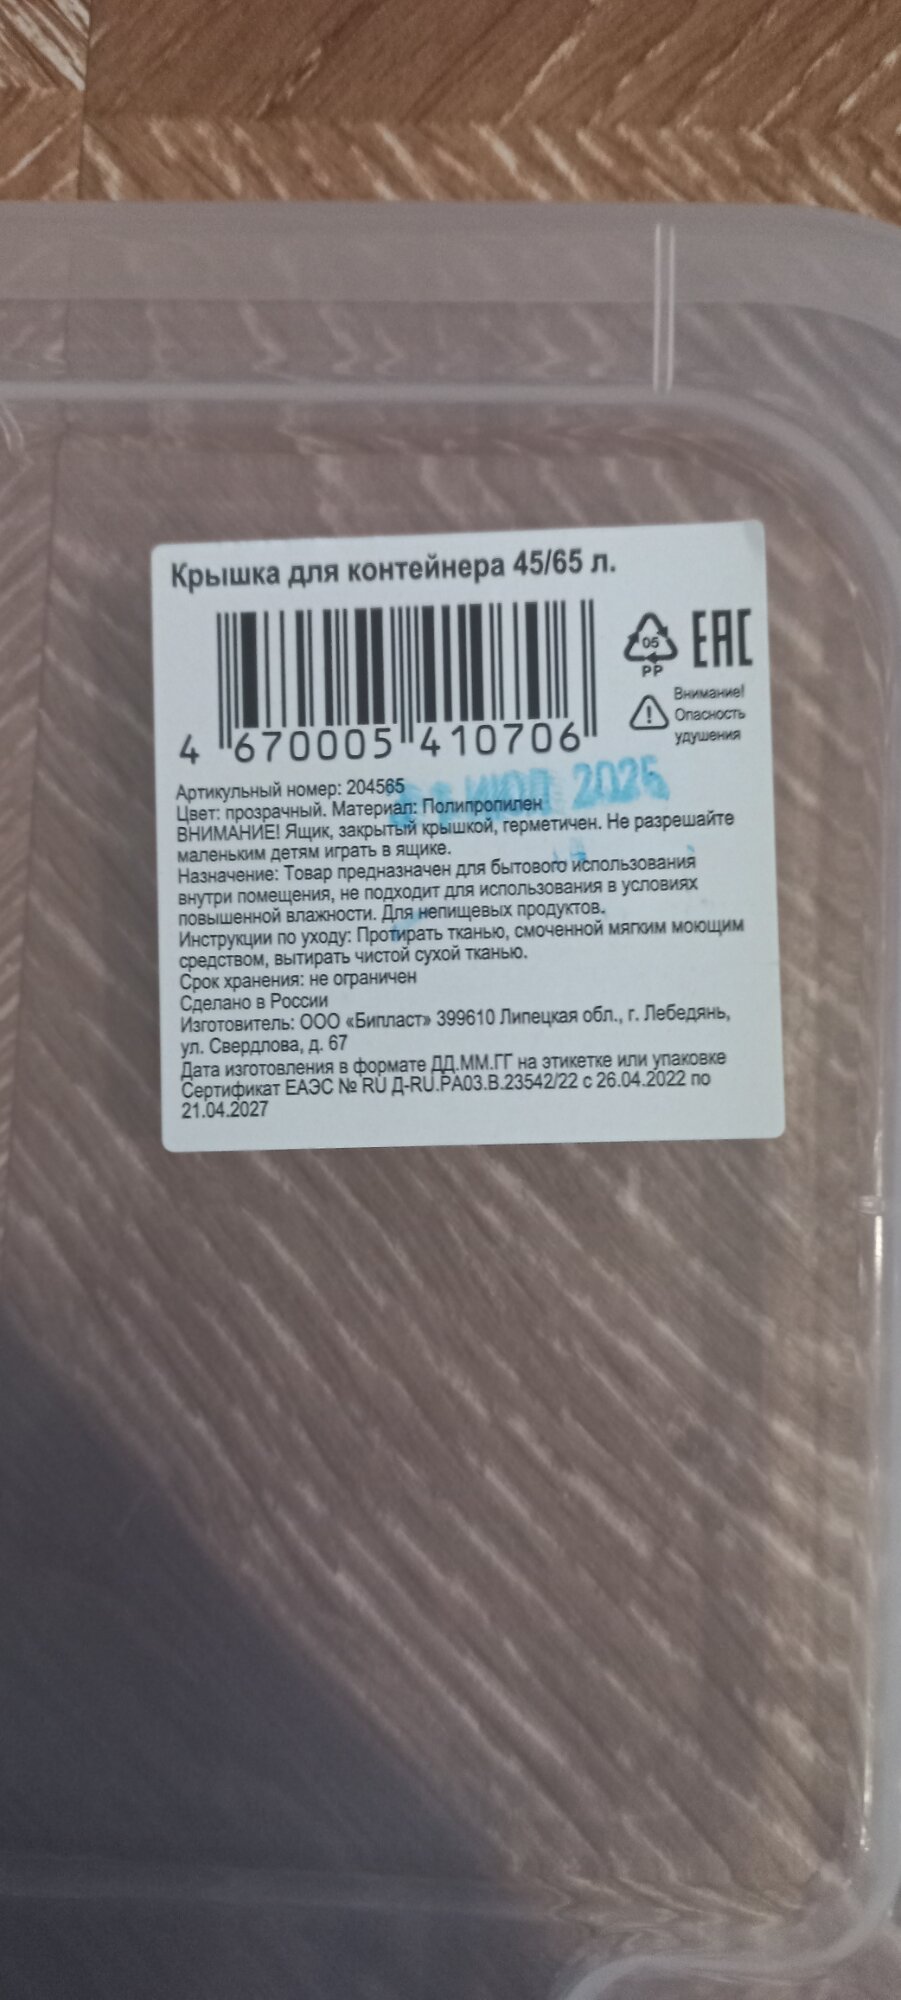 Крышка для контейнера 45/65 л.
05
PP
EAC
Внимание!
Опасность
удушения
4 670005 410706
ИЮЛ 2025
Артикульный номер: 204565
Цвет: прозрачный. Материал: Полипропилен
ВНИМАНИЕ! Ящик, закрытый крышкой, герметичен. Не разрешайте
маленьким детям играть в ящике.
Назначение: Товар предназначен для бытового использования
внутри помещения, не подходит для использования в условиях
повышенной влажности. Для непищевых продуктов.
Инструкции по уходу: Протирать тканью, смоченной мягким моющим
средством, вытирать чистой сухой тканью.
Срок хранения: не ограничен
Сделано в России
Изготовитель: ООО «Бипласт» 399610 Липецкая обл., г. Лебедянь,
ул. Свердлова, д. 67
Дата изготовления в формате ДД.ММ.ГГ на этикетке или упаковке
Сертификат ЕАЭС № RU Д-RU.РА03.В.23542/22 с 26.04.2022 по
21.04.2027